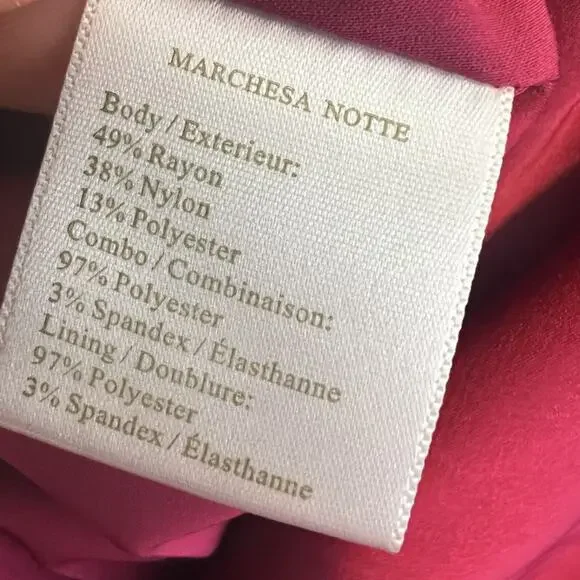 MARCHESA NOTTE
Body / Exterieur:
49% Rayon
38% Nylon
13% Polyester
Combo / Combinaison:
97% Polyester
3% Spandex / Élasthanne
Lining / Doublure:
97% Polyester
3% Spandex / Élasthanne